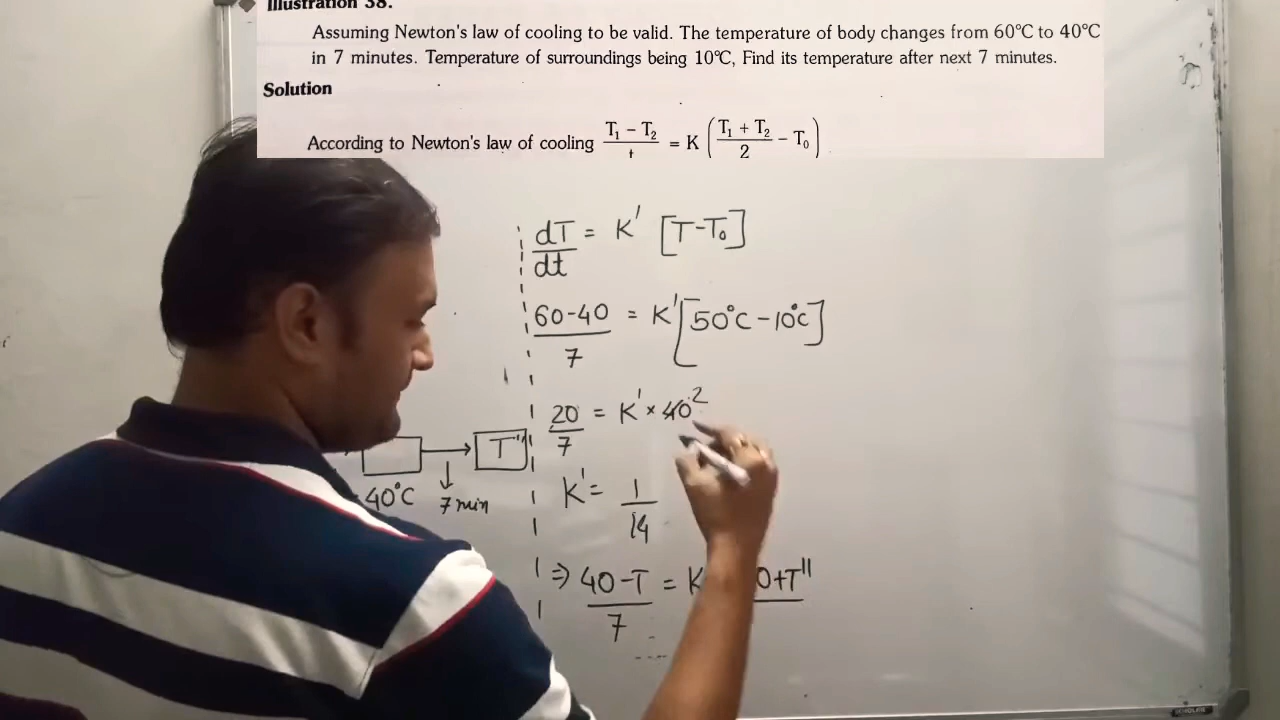 Illustration 38.
Assuming Newton's law of cooling to be valid. The temperature of body changes from 60°C to 40°C
in 7 minutes. Temperature of surroundings being 10°C, Find its temperature after next 7 minutes.
Solution
According to Newton's law of cooling (T₁ − T₂)/t = K ((T₁ + T₂)/2 − T₀)
dT/dt = K' [T-T₀]
(60-40)/7 = K' [50°C-10°C]
20/7 = K' × 40 2
K' = 1/14
⇒ (40-T)/7 = K 0+T"
T"
40°C
7 min